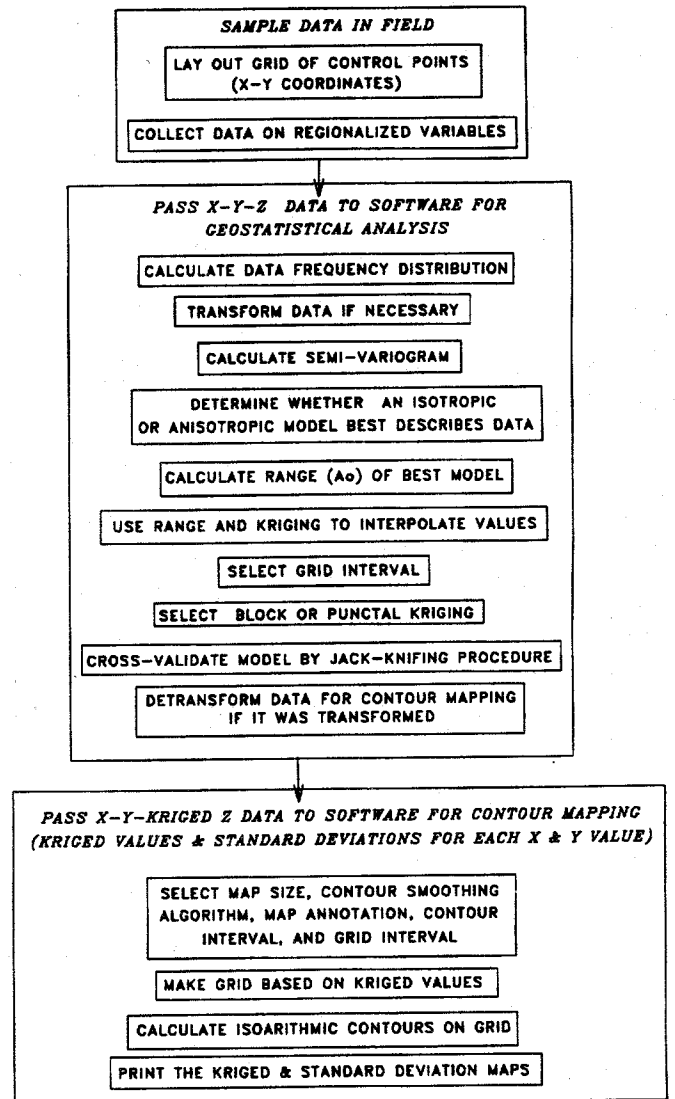 SAMPLE DATA IN FIELD
LAY OUT GRID OF CONTROL POINTS
(X-Y COORDINATES)
COLLECT DATA ON REGIONALIZED VARIABLES
PASS X-Y-Z DATA TO SOFTWARE FOR
GEOSTATISTICAL ANALYSIS
CALCULATE DATA FREQUENCY DISTRIBUTION
TRANSFORM DATA IF NECESSARY
CALCULATE SEMI-VARIOGRAM
DETERMINE WHETHER AN ISOTROPIC
OR ANISOTROPIC MODEL BEST DESCRIBES DATA
CALCULATE RANGE (Ao) OF BEST MODEL
USE RANGE AND KRIGING TO INTERPOLATE VALUES
SELECT GRID INTERVAL
SELECT BLOCK OR PUNCTAL KRIGING
CROSS-VALIDATE MODEL BY JACK-KNIFING PROCEDURE
DETRANSFORM DATA FOR CONTOUR MAPPING
IF IT WAS TRANSFORMED
PASS X-Y-KRIGED Z DATA TO SOFTWARE FOR CONTOUR MAPPING
(KRIGED VALUES & STANDARD DEVIATIONS FOR EACH X & Y VALUE)
SELECT MAP SIZE, CONTOUR SMOOTHING
ALGORITHM, MAP ANNOTATION, CONTOUR
INTERVAL, AND GRID INTERVAL
MAKE GRID BASED ON KRIGED VALUES
CALCULATE ISOARITHMIC CONTOURS ON GRID
PRINT THE KRIGED & STANDARD DEVIATION MAPS